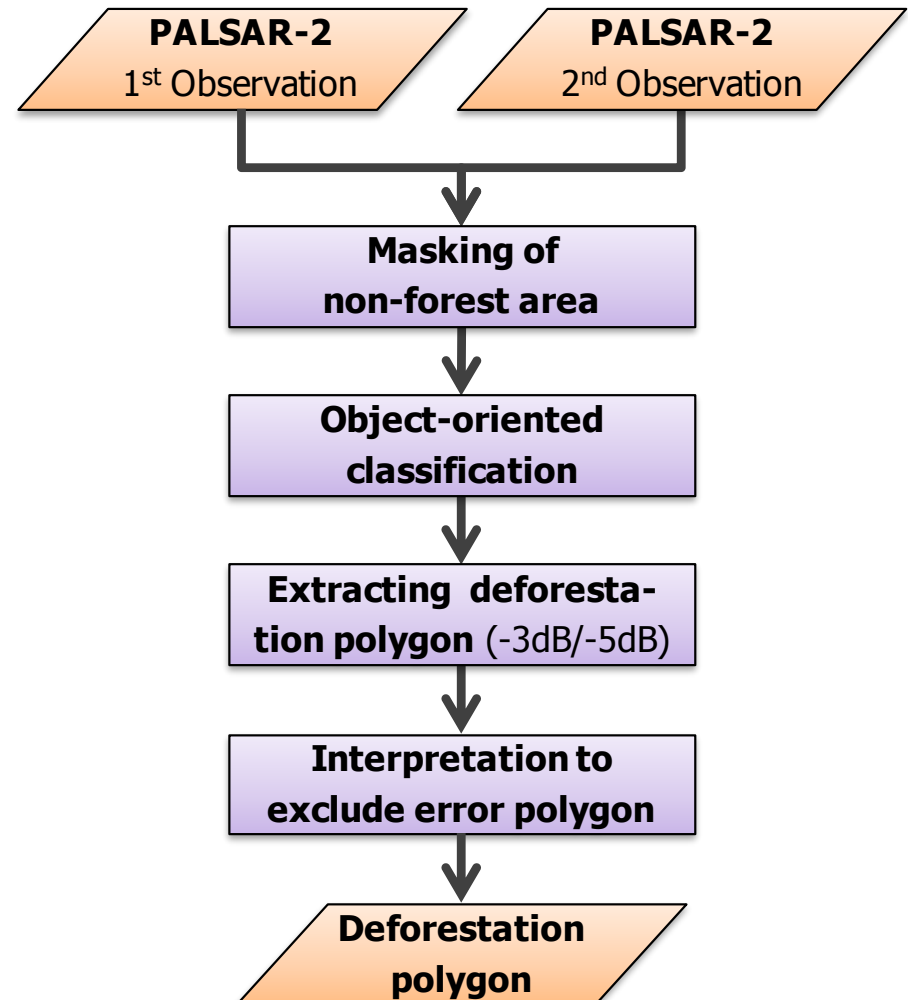 PALSAR-2
1st Observation
PALSAR-2
2nd Observation
Masking of
non-forest area
Object-oriented
classification
Extracting deforesta-
tion polygon (-3dB/-5dB)
Interpretation to
exclude error polygon
Deforestation
polygon